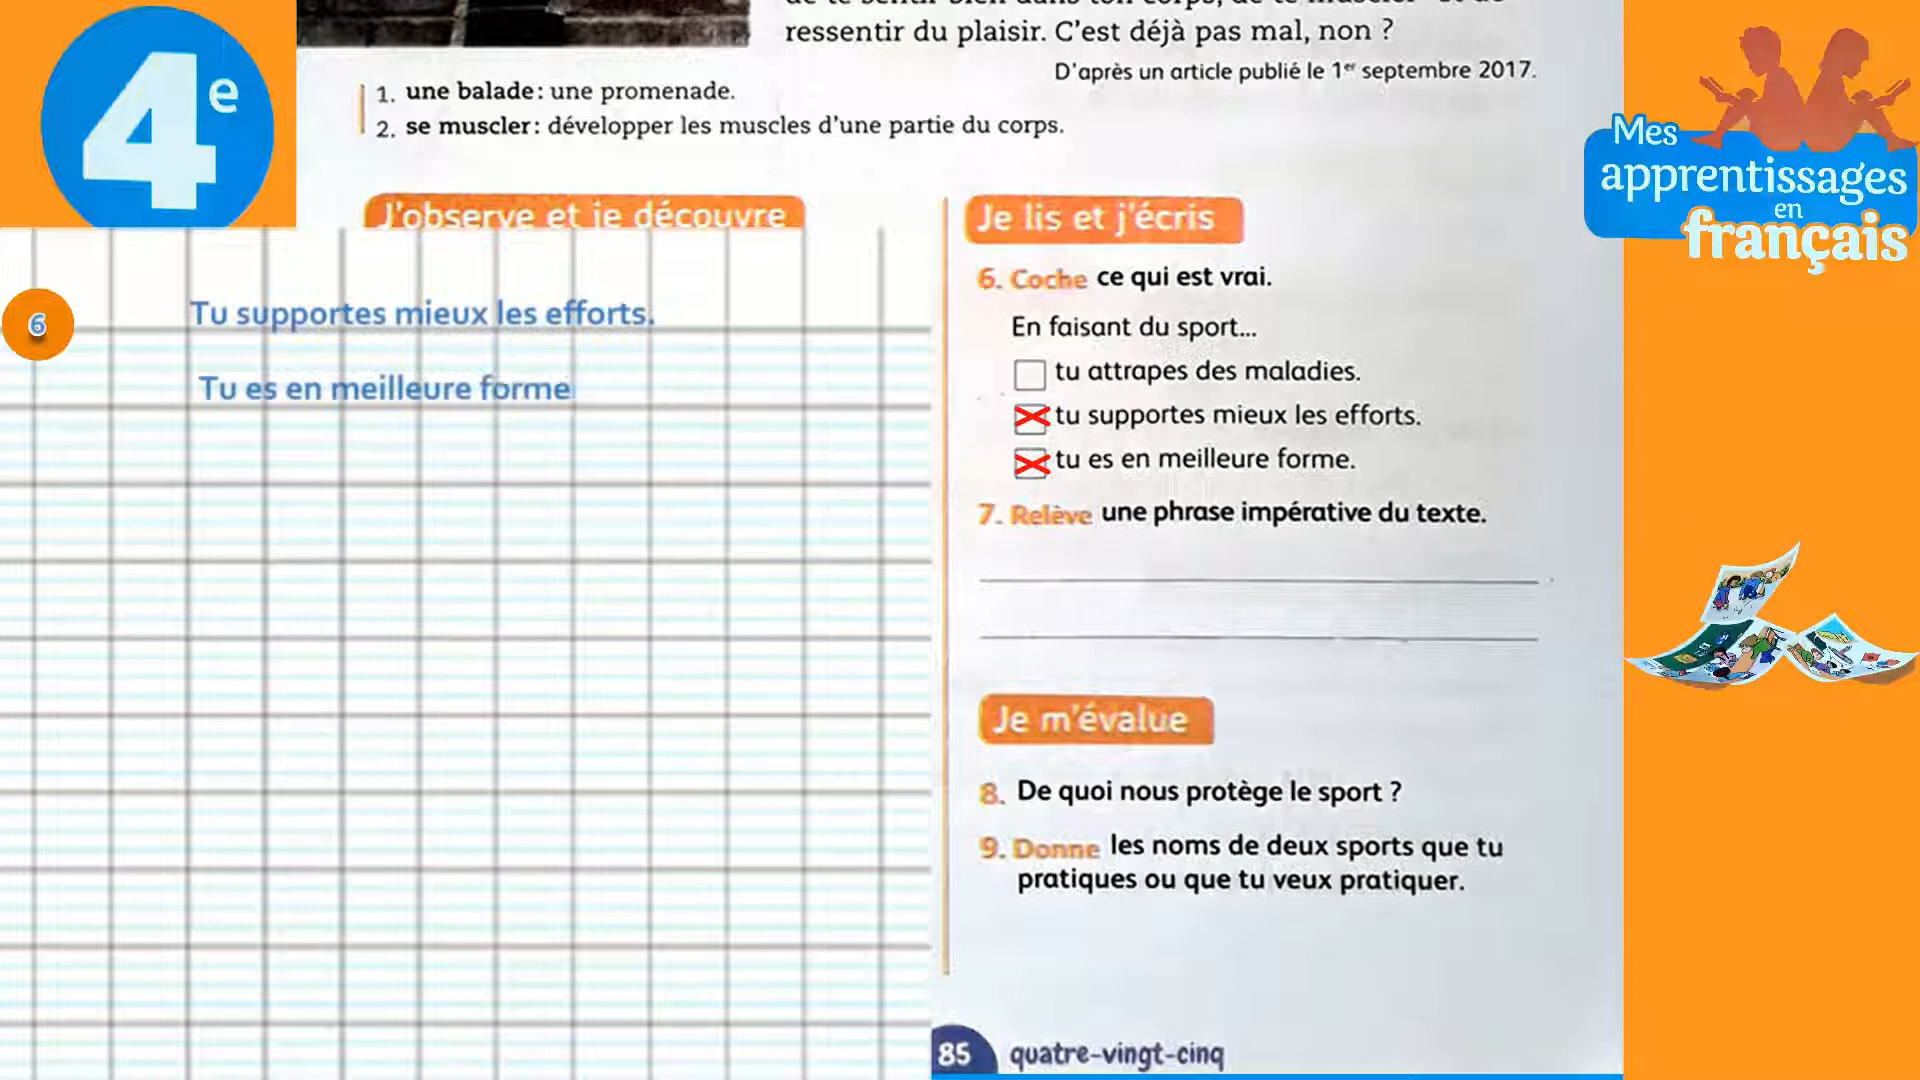 4e
ressentir du plaisir. C'est déjà pas mal, non ?
D'après un article publié le 1er septembre 2017.
1. une balade : une promenade.
2. se muscler : développer les muscles d'une partie du corps.
Mes
apprentissages
en
français
J'observe et je découvre
6
Tu supportes mieux les efforts.
Tu es en meilleure forme
Je lis et j'écris
6. Coche ce qui est vrai.
En faisant du sport...
tu attrapes des maladies.
tu supportes mieux les efforts.
tu es en meilleure forme.
7. Relève une phrase impérative du texte.
Je m'évalue
8. De quoi nous protège le sport ?
9. Donne les noms de deux sports que tu
pratiques ou que tu veux pratiquer.
85 quatre-vingt-cinq